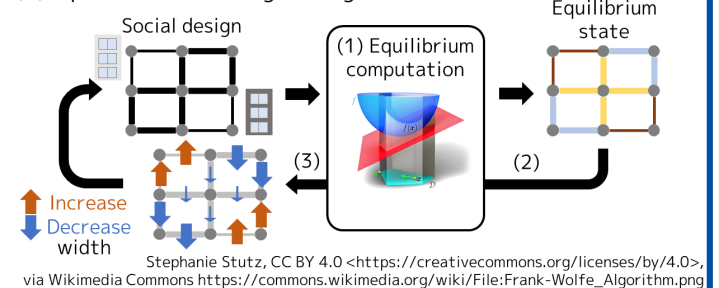 Social design
(1) Equilibrium
computation
f
f(x)
D
Equilibrium
state
(2)
(3)
Increase
Decrease
width
Stephanie Stutz, CC BY 4.0 <https://creativecommons.org/licenses/by/4.0>,
via Wikimedia Commons https://commons.wikimedia.org/wiki/File:Frank-Wolfe_Algorithm.png